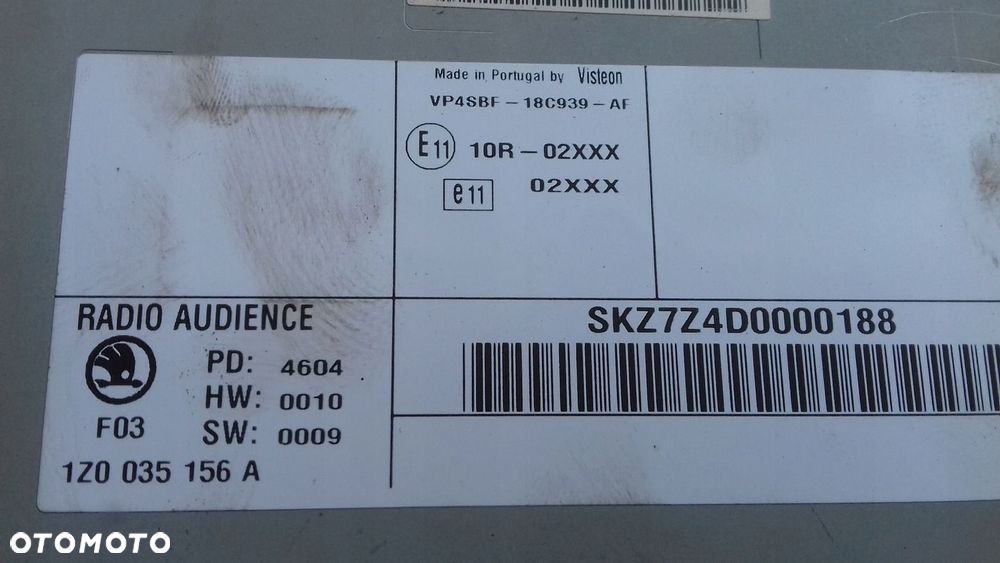 Made in Portugal by Visteon
VP4SBF-18C939-AF
E11 10R-02XXX
e11 02XXX
RADIO AUDIENCE
SKZ7Z4D0000188
PD: 4604
HW: 0010
F03
SW: 0009
1Z0 035 156 A
OTOMOTO